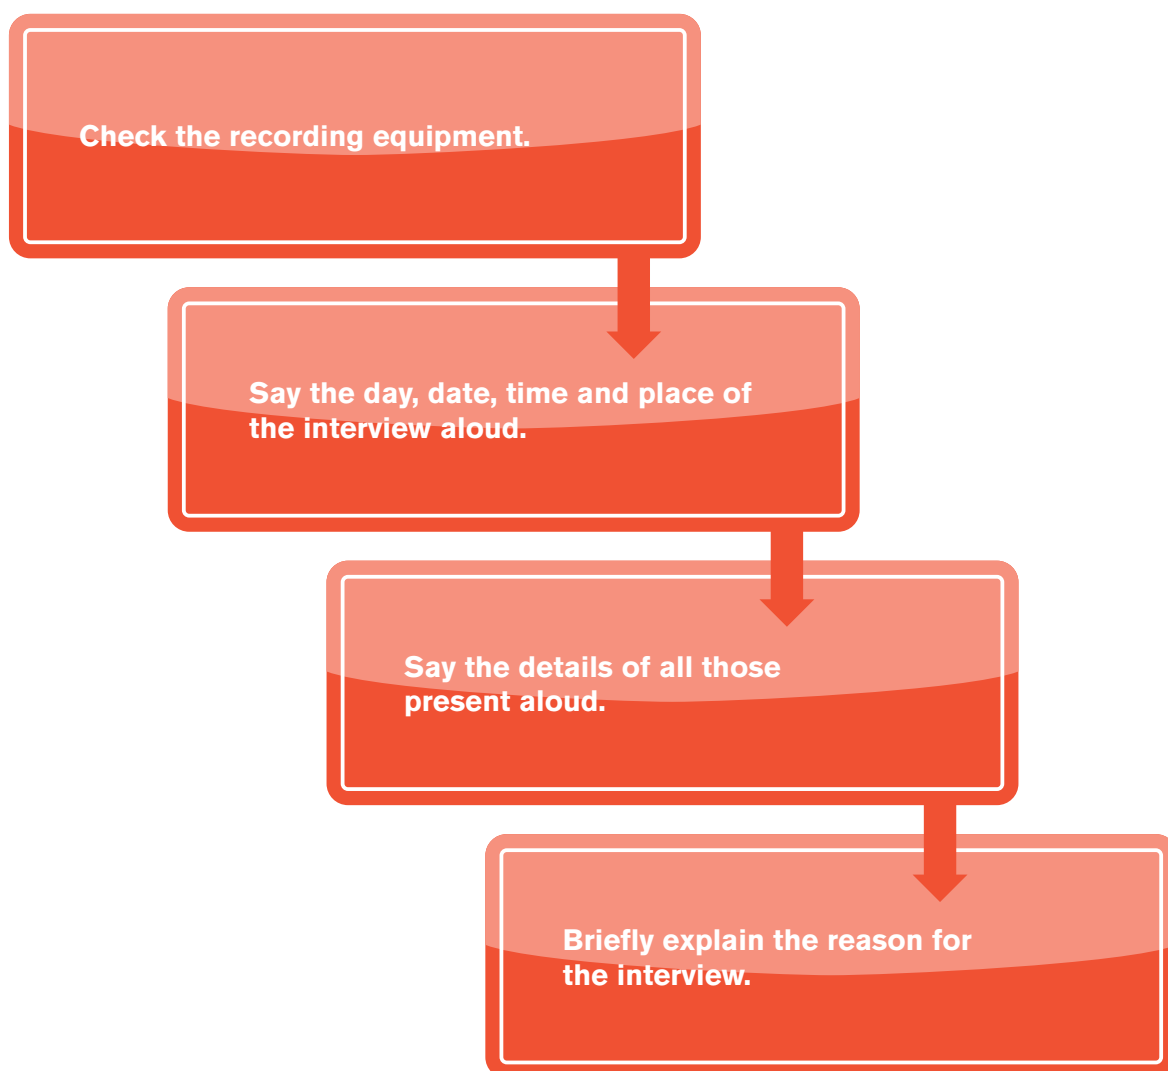 Check the recording equipment.
Say the day, date, time and place of
the interview aloud.
Say the details of all those
present aloud.
Briefly explain the reason for
the interview.